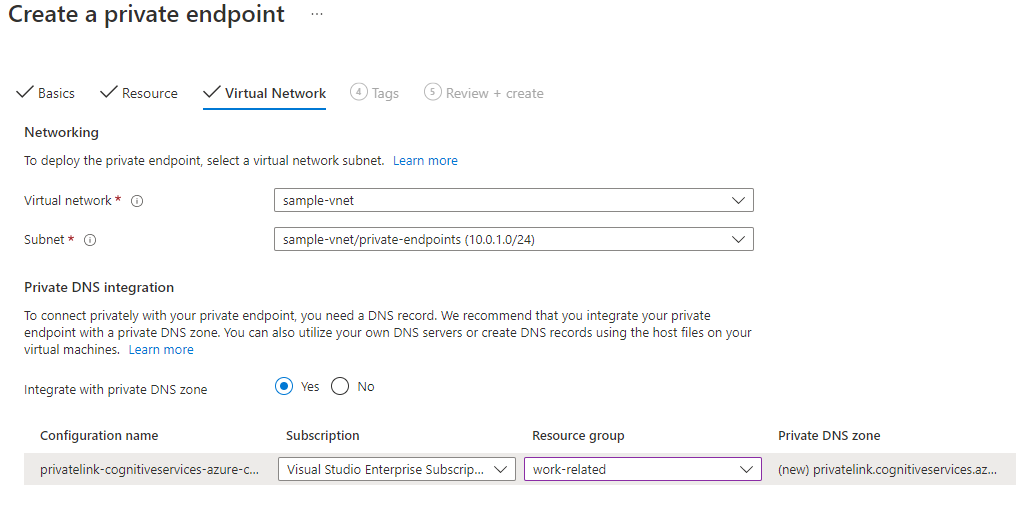 Create a private endpoint ...
Basics Resource Virtual Network 4 Tags 5 Review + create
Networking
To deploy the private endpoint, select a virtual network subnet. Learn more
Virtual network * sample-vnet
Subnet * sample-vnet/private-endpoints (10.0.1.0/24)
Private DNS integration
To connect privately with your private endpoint, you need a DNS record. We recommend that you integrate your private
endpoint with a private DNS zone. You can also utilize your own DNS servers or create DNS records using the host files on your
virtual machines. Learn more
Integrate with private DNS zone Yes No
Configuration name Subscription Resource group Private DNS zone
privatelink-cognitiveservices-azure-c... Visual Studio Enterprise Subscrip... work-related (new) privatelink.cognitiveservices.az...